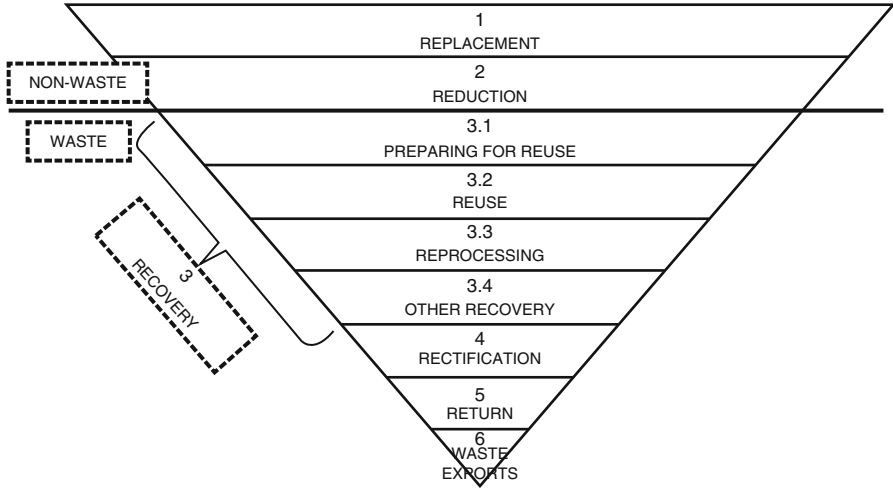 1
REPLACEMENT
2
REDUCTION
NON-WASTE
WASTE
3.1
PREPARING FOR REUSE
3.2
REUSE
3.3
REPROCESSING
3
RECOVERY
3.4
OTHER RECOVERY
4
RECTIFICATION
5
RETURN
6
WASTE
EXPORTS